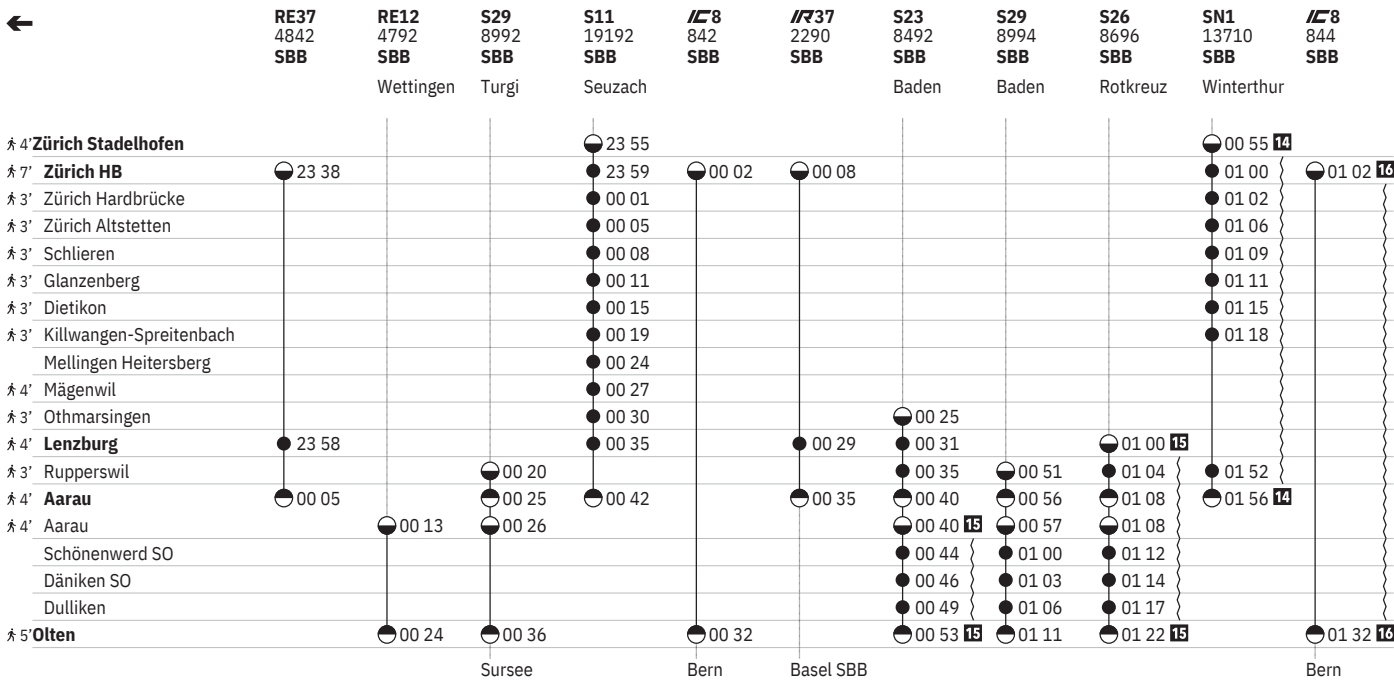 RE37 RE12 S29 S11 IC8 IR37 S23 S29 S26 SN1 IC8
4842 4792 8992 19192 842 2290 8492 8994 8696 13710 844
SBB SBB SBB SBB SBB SBB SBB SBB SBB SBB SBB
Wettingen Turgi Seuzach Baden Baden Rotkreuz Winterthur
4' Zürich Stadelhofen 23 55 00 55 14
7' Zürich HB 23 38 23 59 00 02 00 08 01 00 01 02 16
3' Zürich Hardbrücke 00 01 01 02
3' Zürich Altstetten 00 05 01 06
3' Schlieren 00 08 01 09
3' Glanzenberg 00 11 01 11
3' Dietikon 00 15 01 15
3' Killwangen-Spreitenbach 00 19 01 18
Mellingen Heitersberg 00 24
4' Mägenwil 00 27
3' Othmarsingen 00 30 00 25
4' Lenzburg 23 58 00 35 00 29 00 31 01 00 15
3' Rupperswil 00 20 00 35 00 51 01 04 01 52
4' Aarau 00 05 00 25 00 42 00 35 00 40 00 56 01 08 01 56 14
4' Aarau 00 13 00 26 00 40 15 00 57 01 08
Schönenwerd SO 00 44 01 00 01 12
Däniken SO 00 46 01 03 01 14
Dulliken 00 49 01 06 01 17
5' Olten 00 24 00 36 00 32 00 53 15 01 11 01 22 15 01 32 16
Sursee Bern Basel SBB Bern